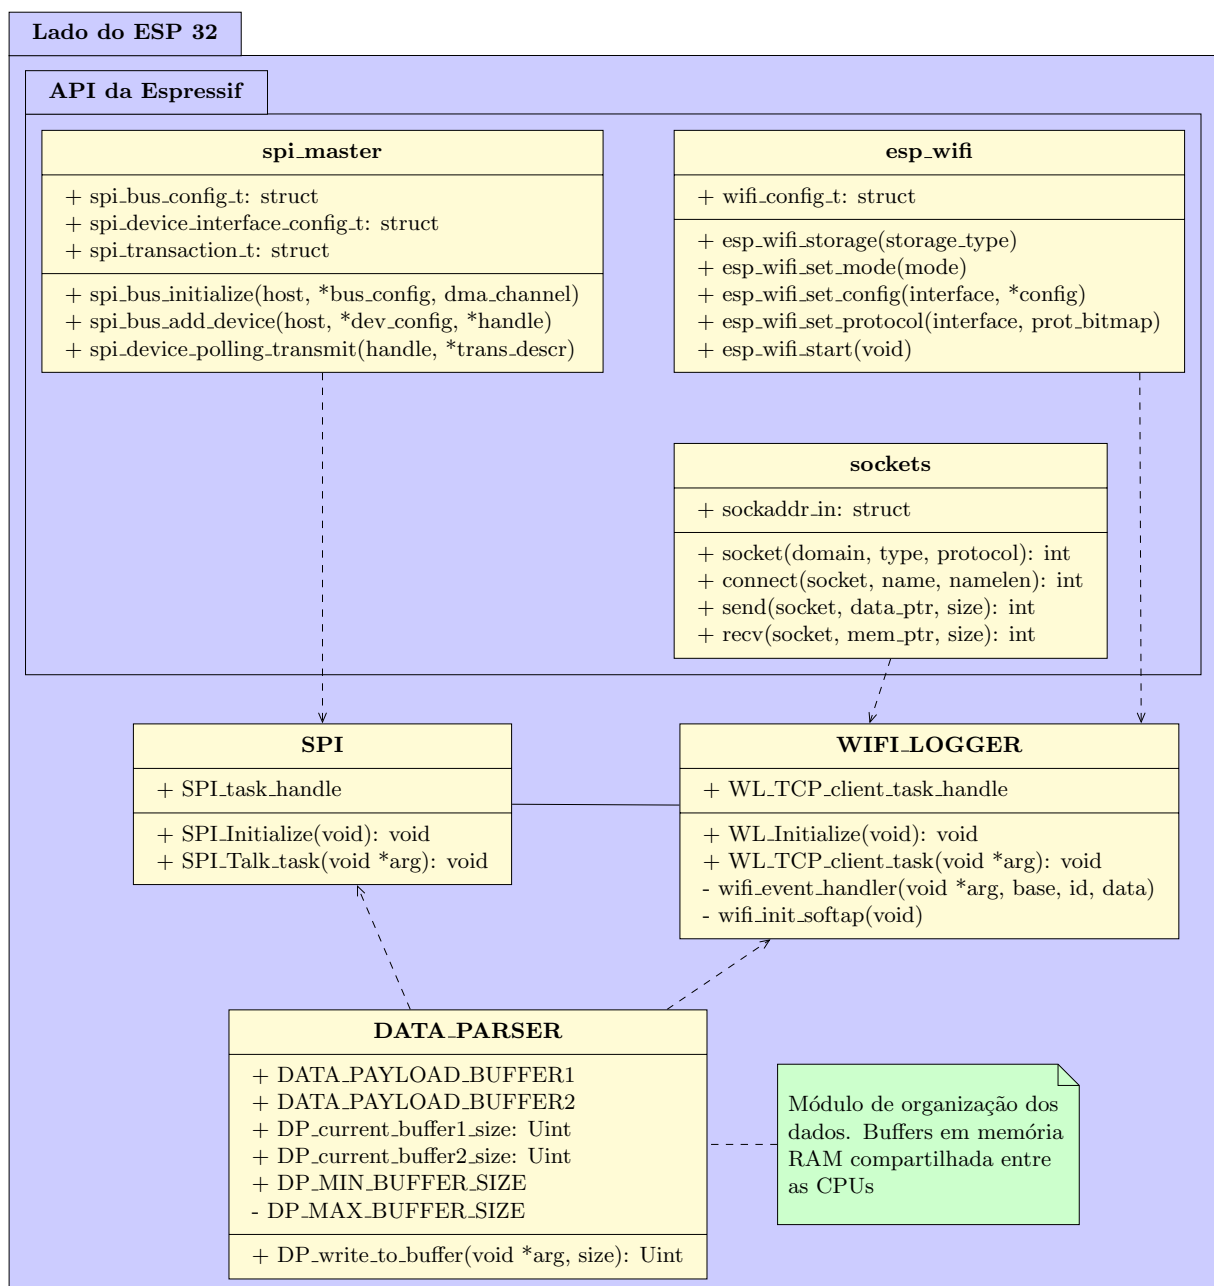 Lado do ESP 32
API da Espressif
spi_master
+ spi_bus_config_t: struct
+ spi_device_interface_config_t: struct
+ spi_transaction_t: struct
+ spi_bus_initialize(host, *bus_config, dma_channel)
+ spi_bus_add_device(host, *dev_config, *handle)
+ spi_device_polling_transmit(handle, *trans_descr)
esp_wifi
+ wifi_config_t: struct
+ esp_wifi_storage(storage_type)
+ esp_wifi_set_mode(mode)
+ esp_wifi_set_config(interface, *config)
+ esp_wifi_set_protocol(interface, prot_bitmap)
+ esp_wifi_start(void)
sockets
+ sockaddr_in: struct
+ socket(domain, type, protocol): int
+ connect(socket, name, namelen): int
+ send(socket, data_ptr, size): int
+ recv(socket, mem_ptr, size): int
SPI
+ SPI_task_handle
+ SPI_Initialize(void): void
+ SPI_Talk_task(void *arg): void
WIFI_LOGGER
+ WL_TCP_client_task_handle
+ WL_Initialize(void): void
+ WL_TCP_client_task(void *arg): void
- wifi_event_handler(void *arg, base, id, data)
- wifi_init_softap(void)
DATA_PARSER
+ DATA_PAYLOAD_BUFFER1
+ DATA_PAYLOAD_BUFFER2
+ DP_current_buffer1_size: Uint
+ DP_current_buffer2_size: Uint
+ DP_MIN_BUFFER_SIZE
- DP_MAX_BUFFER_SIZE
+ DP_write_to_buffer(void *arg, size): Uint
Módulo de organização dos
dados. Buffers em memória
RAM compartilhada entre
as CPUs